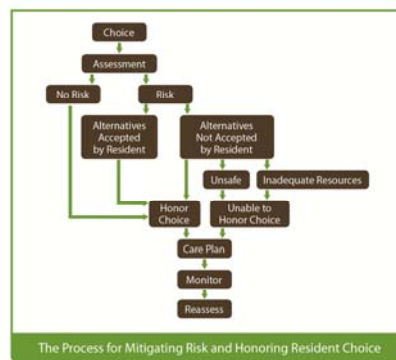 Choice
Assessment
No Risk
Risk
Alternatives
Accepted
by Resident
Alternatives
Not Accepted
by Resident
Unsafe
Inadequate Resources
Honor
Choice
Unable to
Honor Choice
Care Plan
Monitor
Reassess
The Process for Mitigating Risk and Honoring Resident Choice